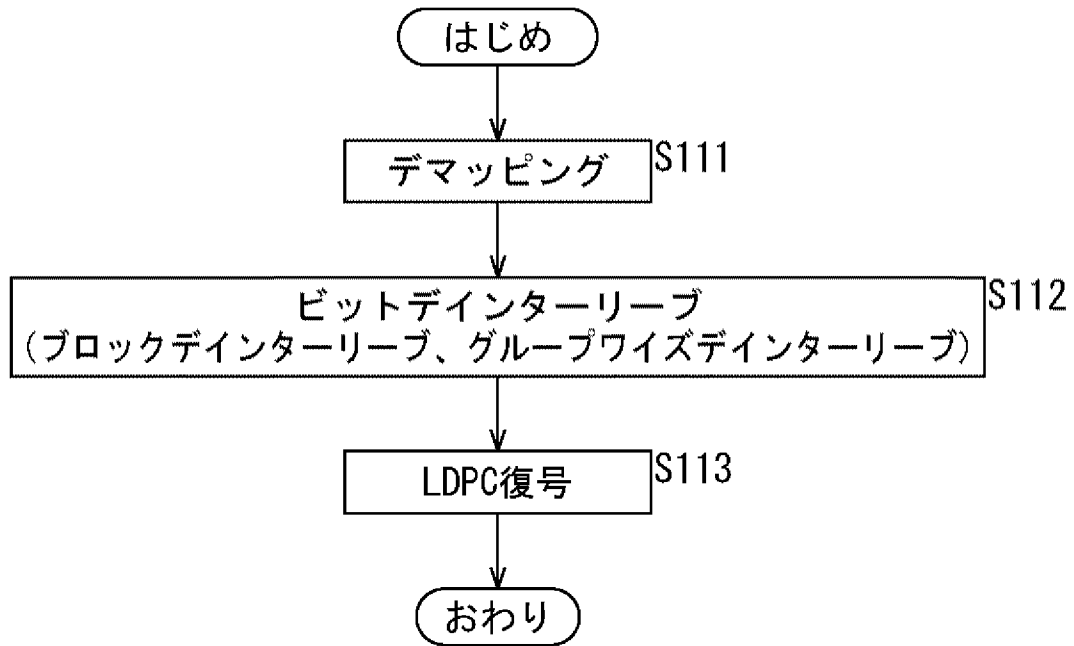 はじめ
デマッピング
S111
ビットデインターリーブ
S112
(ブロックデインターリーブ、グループワイズデインターリーブ)
LDPC復号
S113
おわり